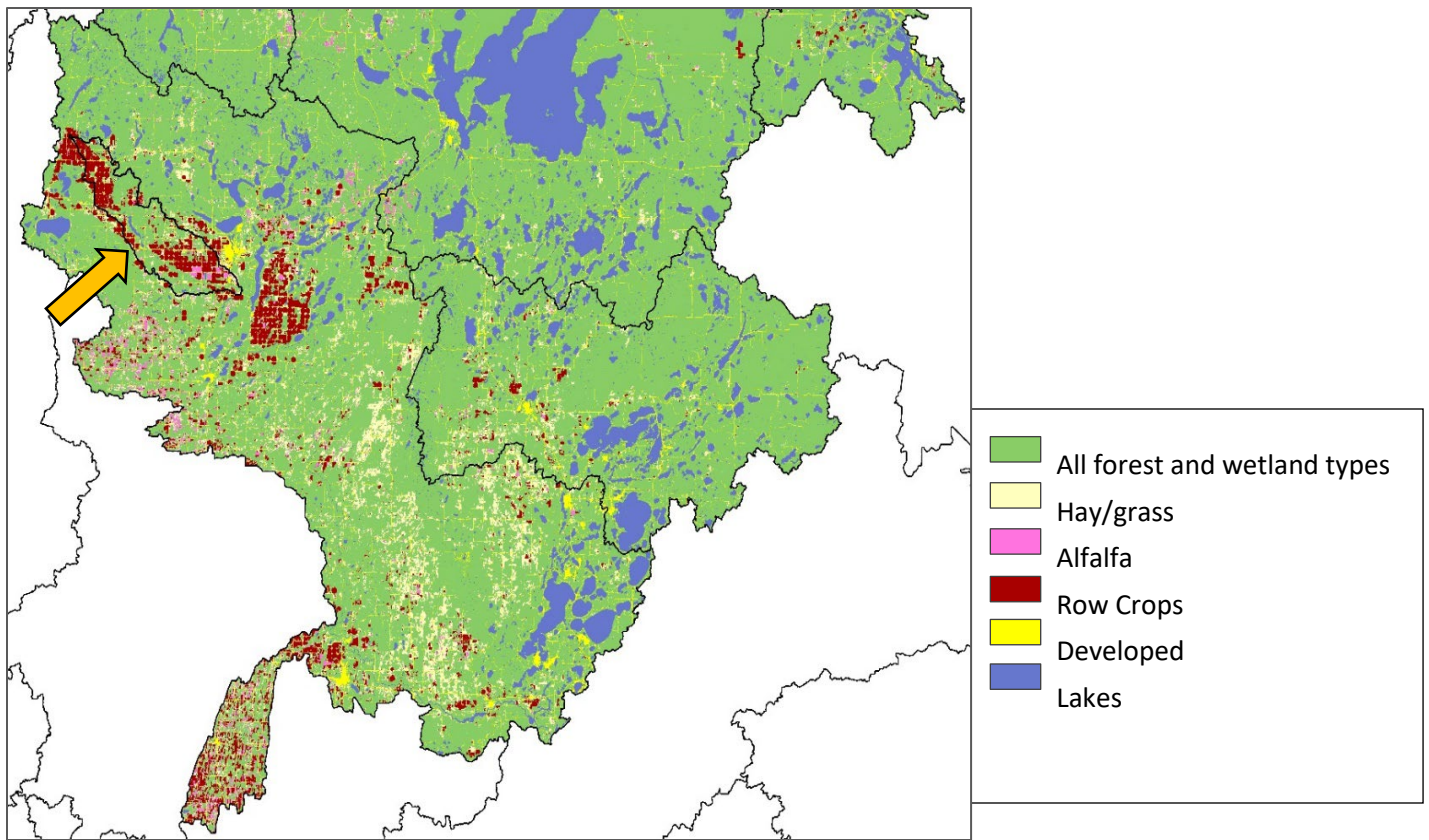 All forest and wetland types
Hay/grass
Alfalfa
Row Crops
Developed
Lakes